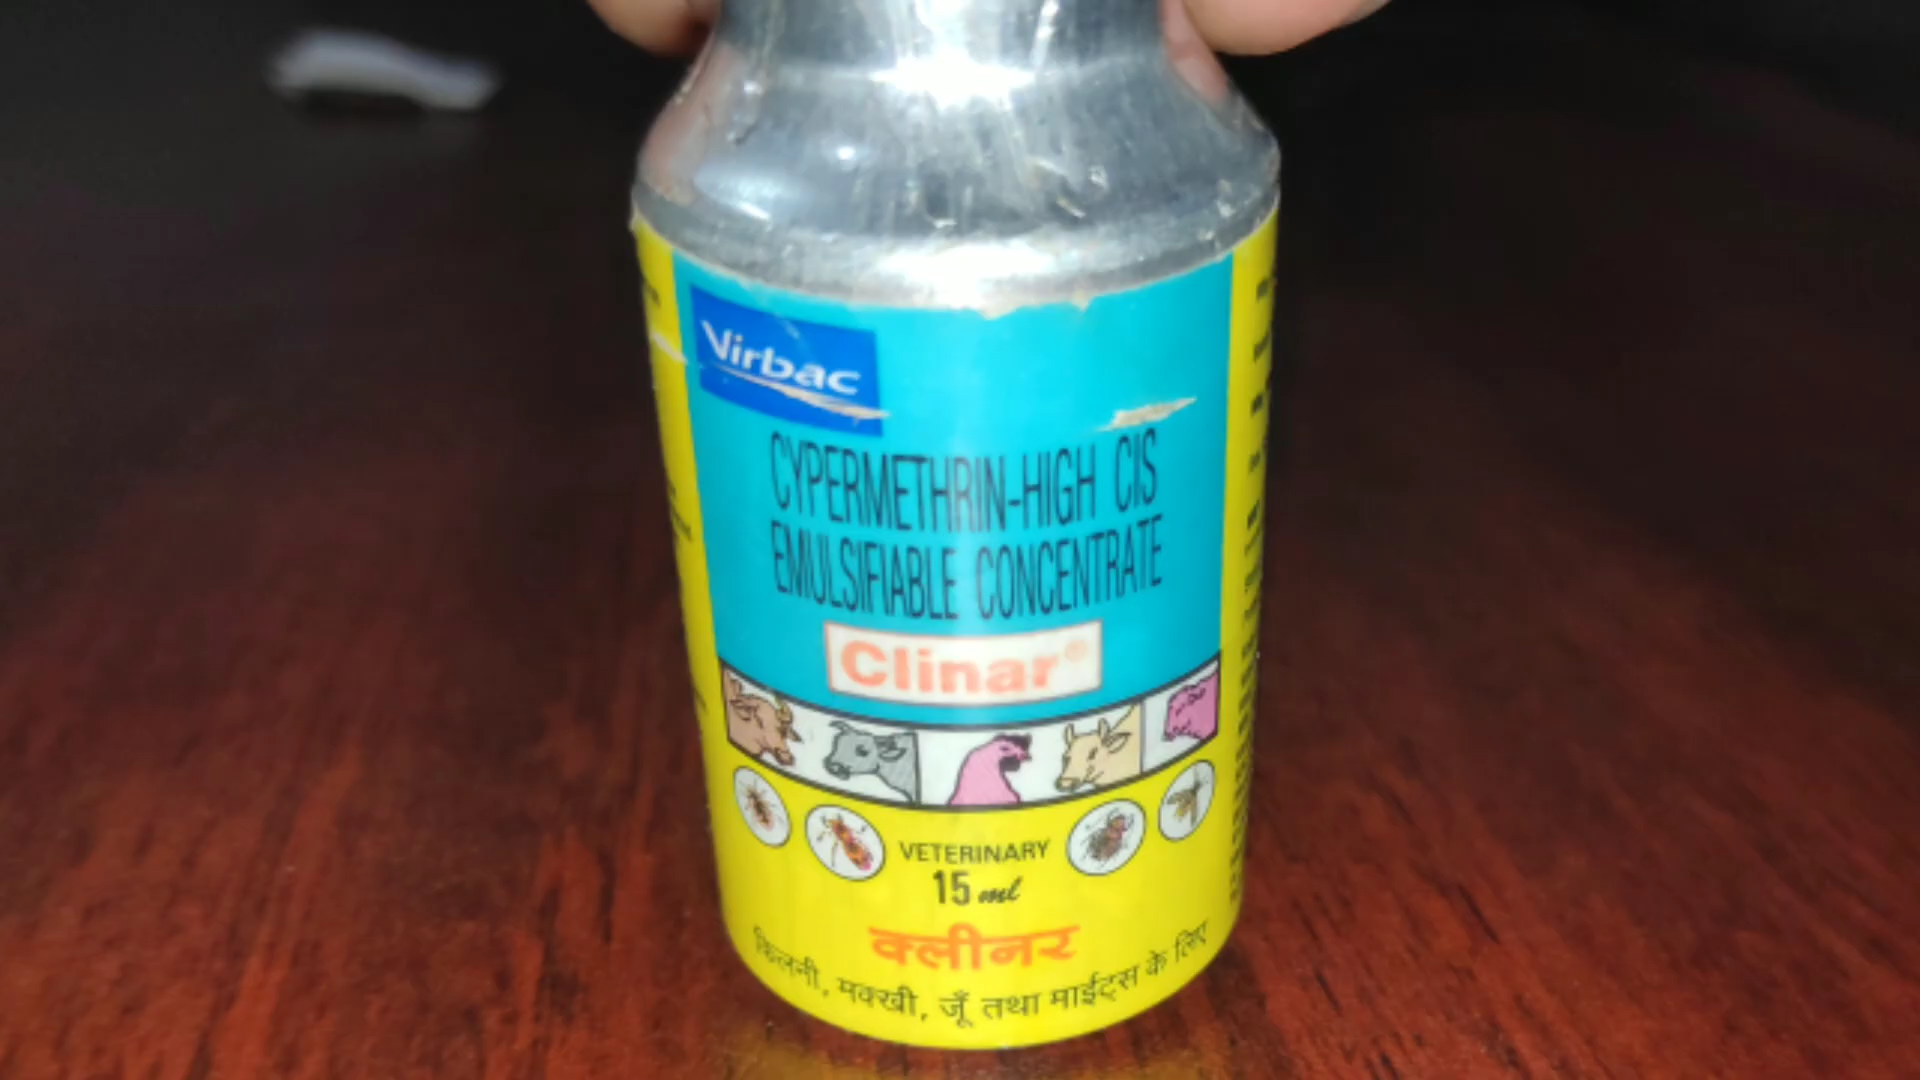 Virbac
CYPERMETHRIN-HIGH CIS
EMULSIFIABLE CONCENTRATE
Clinar®
VETERINARY
15 ml
क्लीनर
किलनी, मक्खी, जूँ तथा माईट्स के लिए